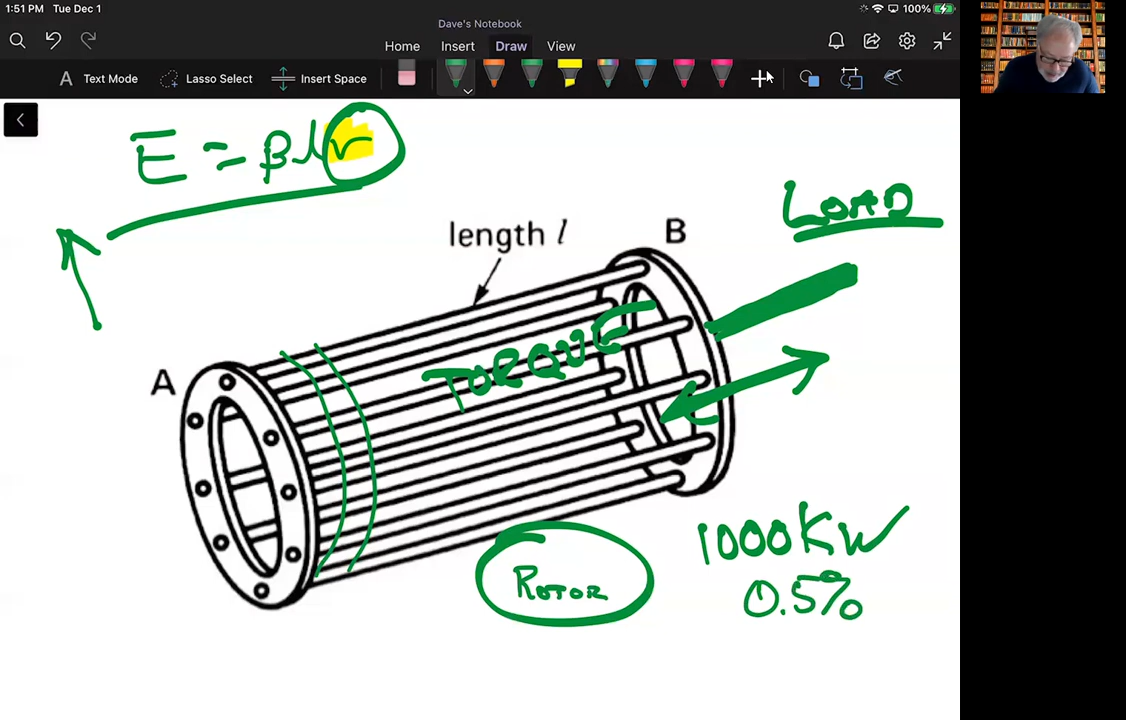 1:51 PM Tue Dec 1
100%
Dave's Notebook
Home Insert Draw View
Text Mode Lasso Select Insert Space
E = βlv
LOAD
length l
B
A
TORQUE
1000KW
0.5%
ROTOR